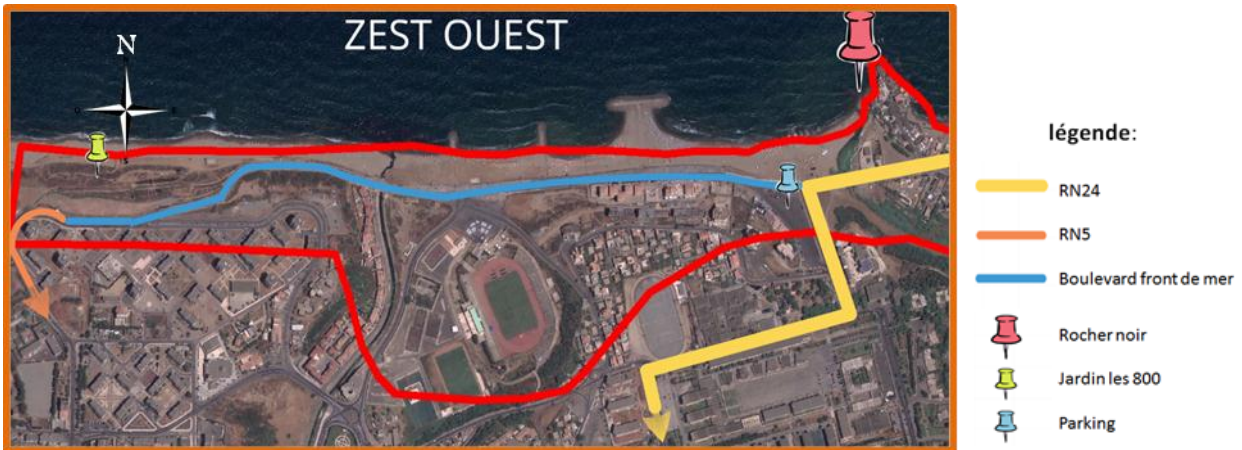 ZEST OUEST
N
légende:
RN24
RN5
Boulevard front de mer
Rocher noir
Jardin les 800
Parking